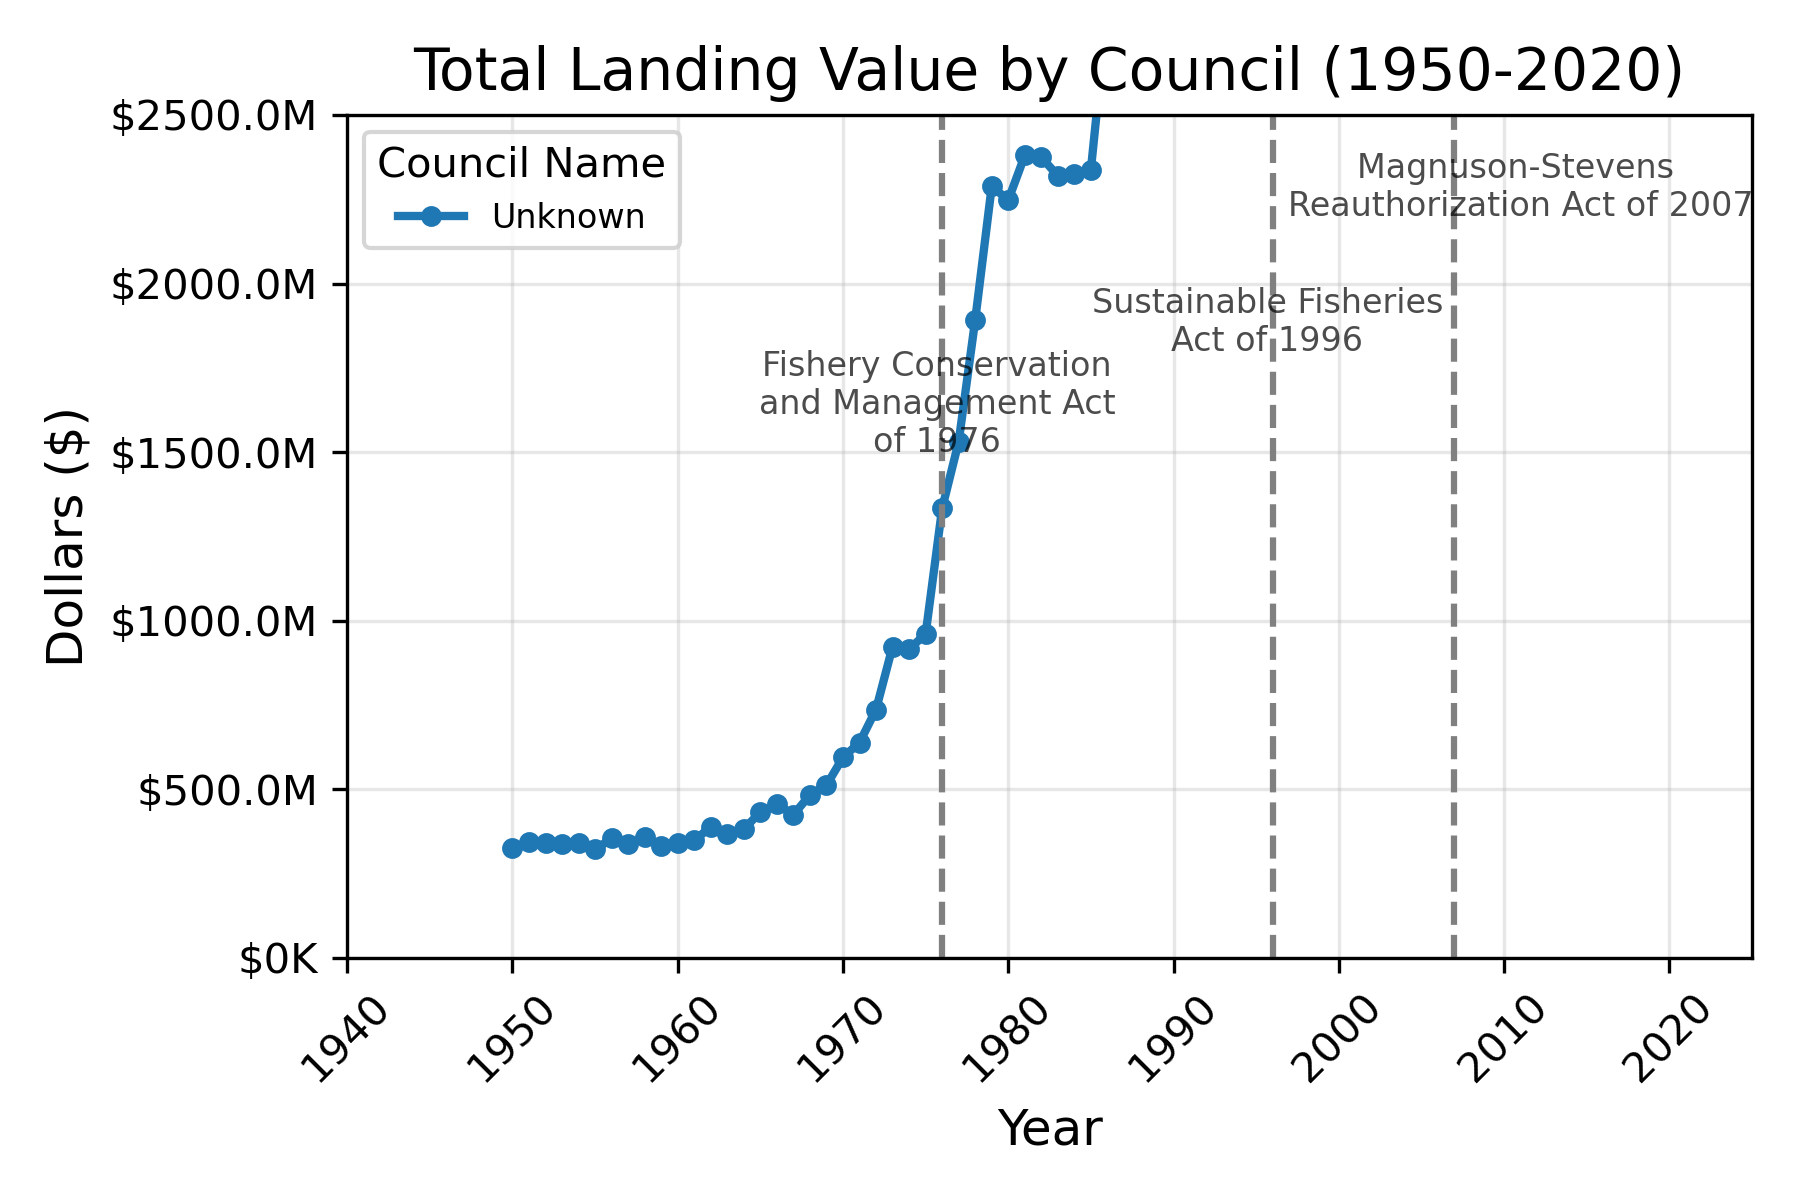 Total Landing Value by Council (1950-2020)
$2500.0M
$2000.0M
$1500.0M
$1000.0M
$500.0M
$0K
Dollars ($)
Council Name
Unknown
Fishery Conservation
and Management Act
of 1976
Sustainable Fisheries
Act of 1996
Magnuson-Stevens
Reauthorization Act of 2007
1940
1950
1960
1970
1980
1990
2000
2010
2020
Year